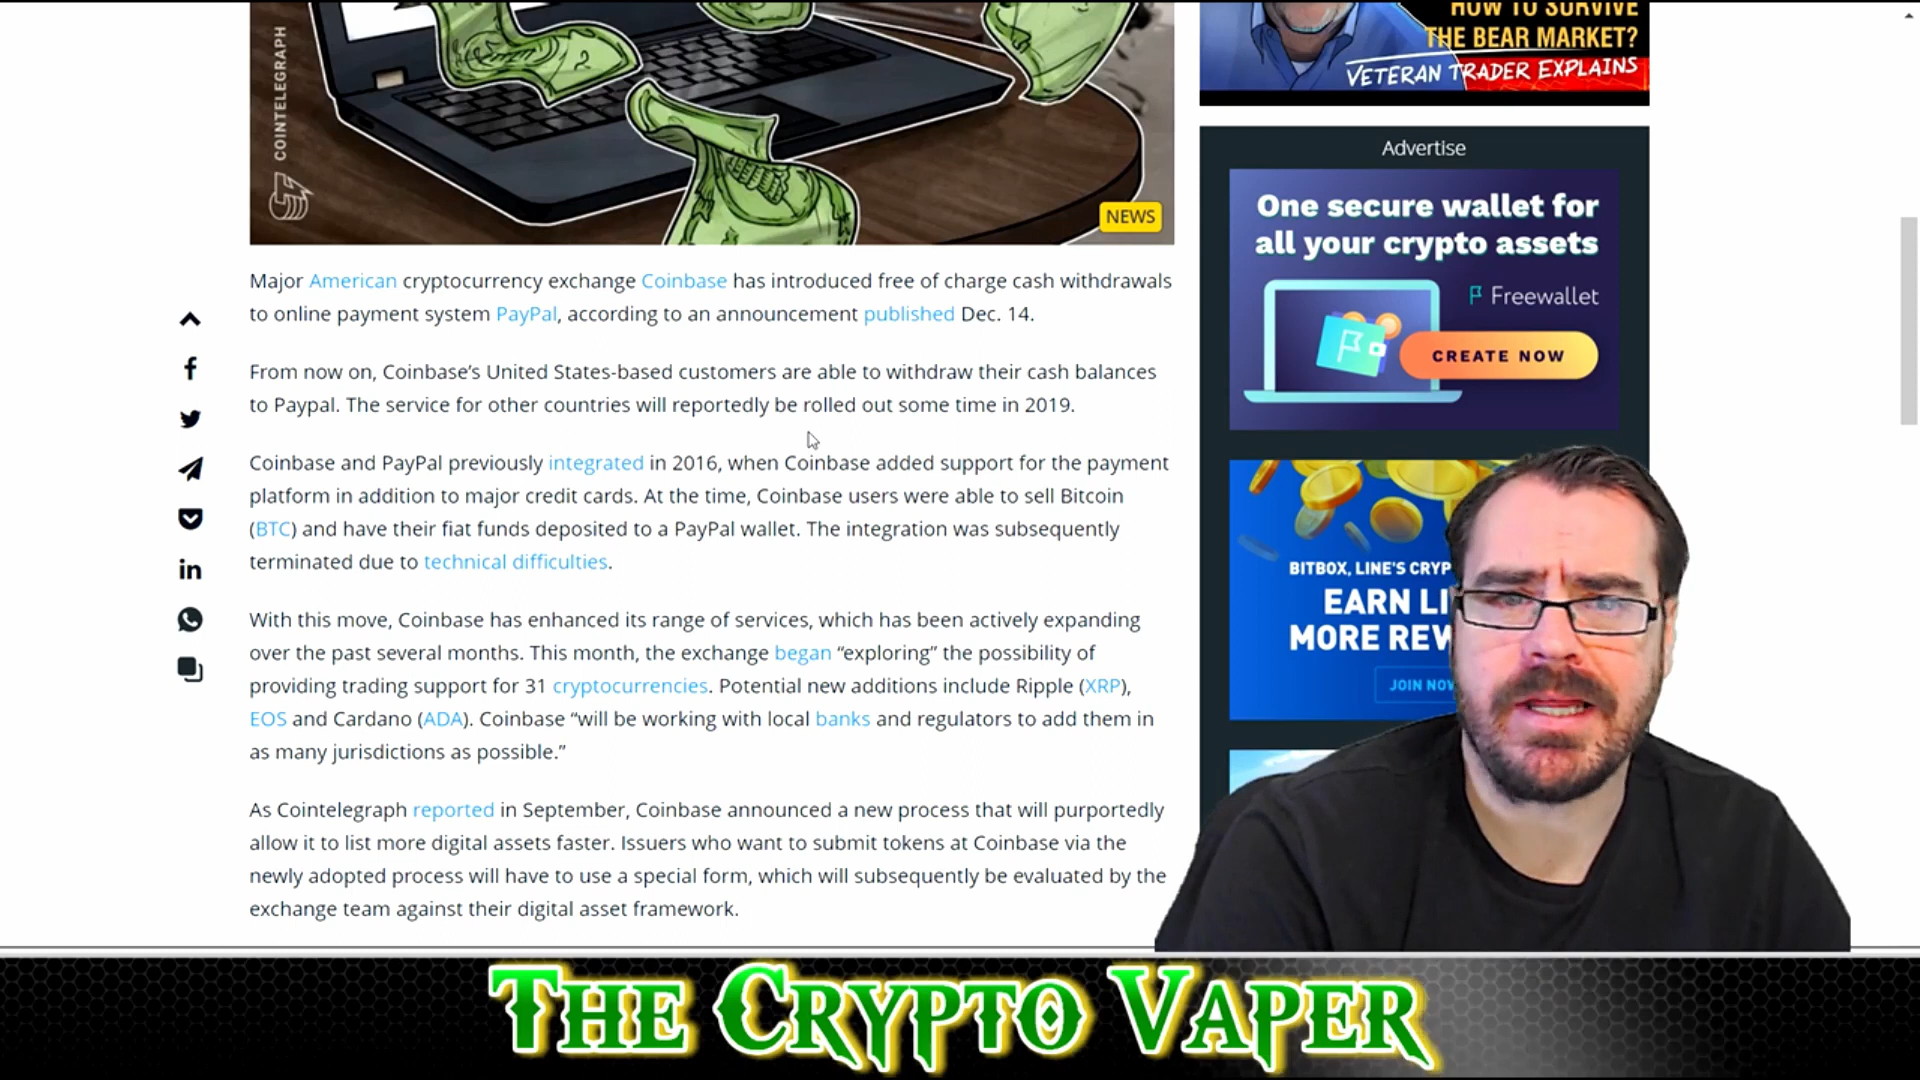 COINTELEGRAPH
NEWS
HOW TO SURVIVE
THE BEAR MARKET?
VETERAN TRADER EXPLAINS
Major American cryptocurrency exchange Coinbase has introduced free of charge cash withdrawals
to online payment system PayPal, according to an announcement published Dec. 14.
From now on, Coinbase’s United States-based customers are able to withdraw their cash balances
to Paypal. The service for other countries will reportedly be rolled out some time in 2019.
Coinbase and PayPal previously integrated in 2016, when Coinbase added support for the payment
platform in addition to major credit cards. At the time, Coinbase users were able to sell Bitcoin
(BTC) and have their fiat funds deposited to a PayPal wallet. The integration was subsequently
terminated due to technical difficulties.
With this move, Coinbase has enhanced its range of services, which has been actively expanding
over the past several months. This month, the exchange began “exploring” the possibility of
providing trading support for 31 cryptocurrencies. Potential new additions include Ripple (XRP),
EOS and Cardano (ADA). Coinbase “will be working with local banks and regulators to add them in
as many jurisdictions as possible.”
As Cointelegraph reported in September, Coinbase announced a new process that will purportedly
allow it to list more digital assets faster. Issuers who want to submit tokens at Coinbase via the
newly adopted process will have to use a special form, which will subsequently be evaluated by the
exchange team against their digital asset framework.
Advertise
One secure wallet for
all your crypto assets
Freewallet
CREATE NOW
BITBOX, LINE'S CRYP
EARN LI
MORE REW
JOIN NOW
THE CRYPTO VAPER